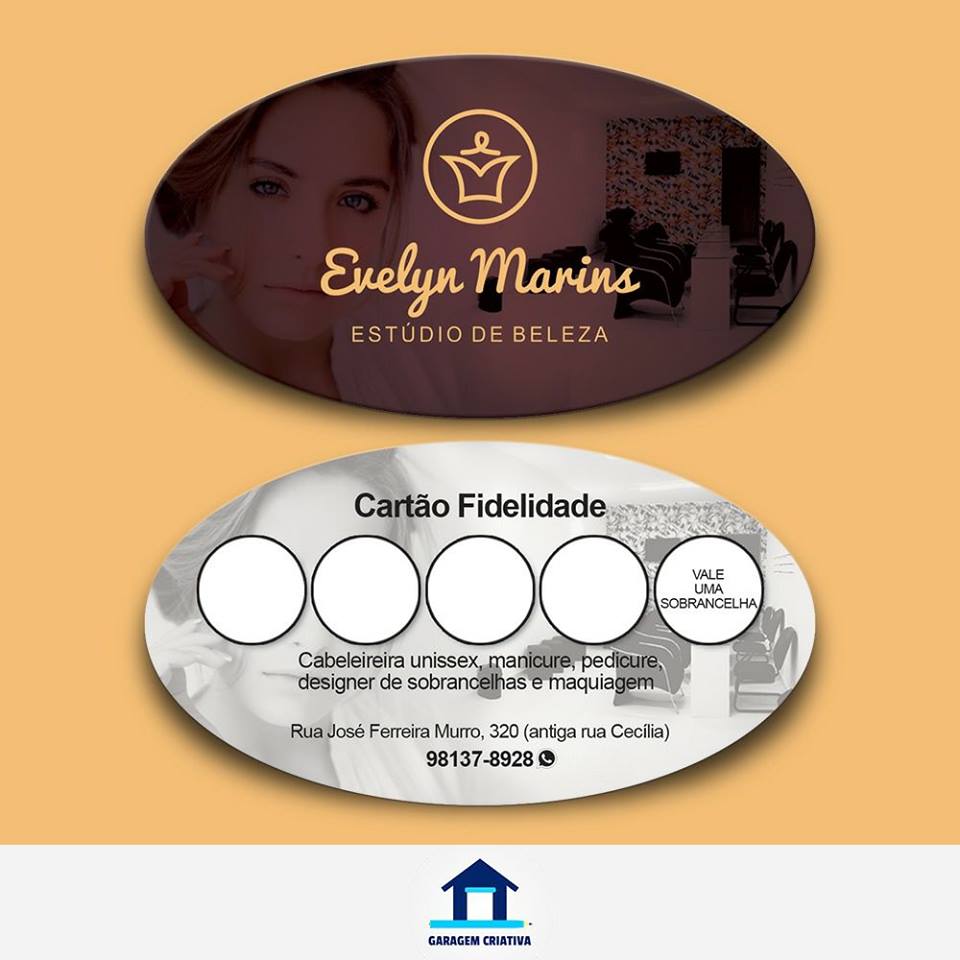 Evelyn Marins
ESTÚDIO DE BELEZA
Cartão Fidelidade
VALE
UMA
SOBRANCELHA
Cabeleireira unissex, manicure, pedicure,
designer de sobrancelhas e maquiagem
Rua José Ferreira Murro, 320 (antiga rua Cecília)
98137-8928
GARAGEM CRIATIVA